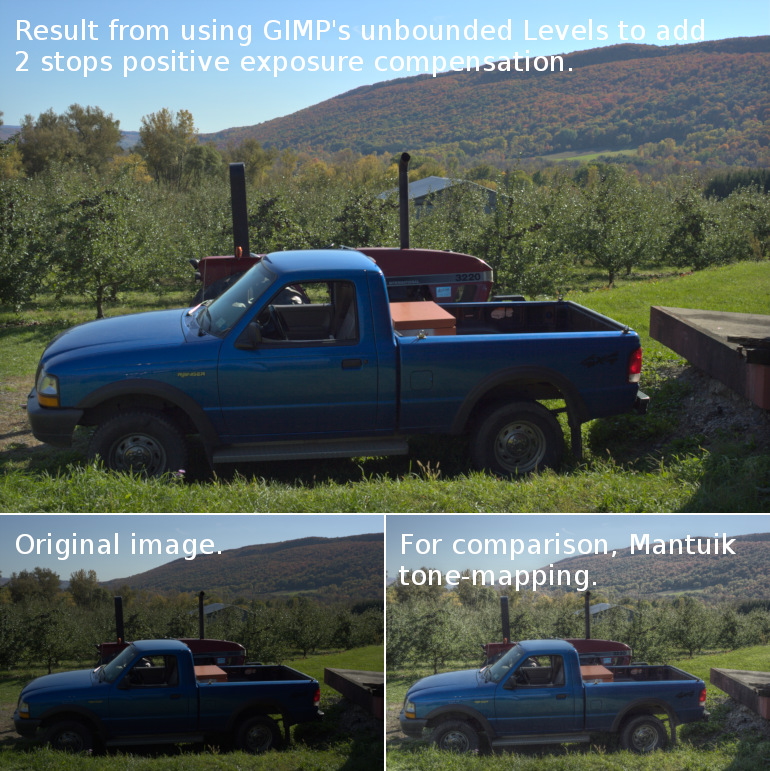 Result from using GIMP's unbounded Levels to add
2 stops positive exposure compensation.
3220
Original image.
For comparison, Mantuik
tone-mapping.